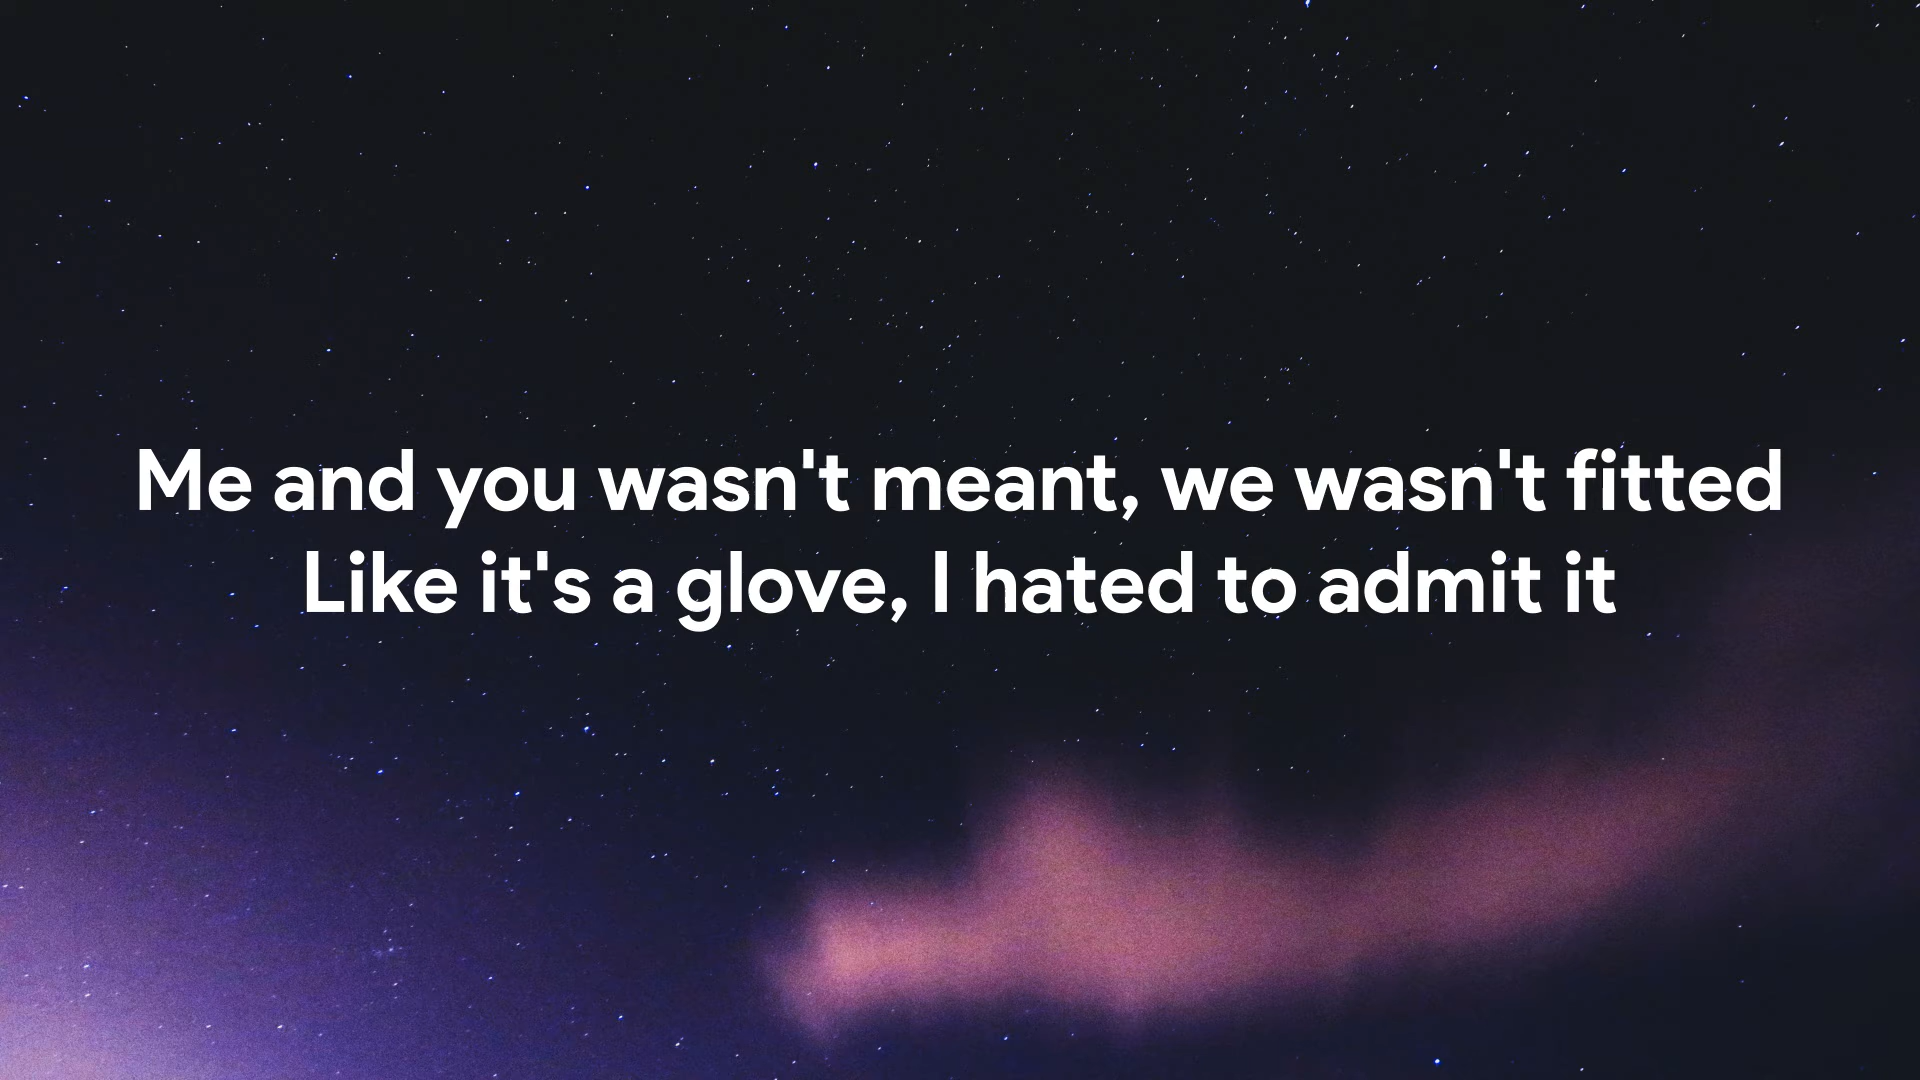 Me and you wasn't meant, we wasn't fitted
Like it's a glove, I hated to admit it